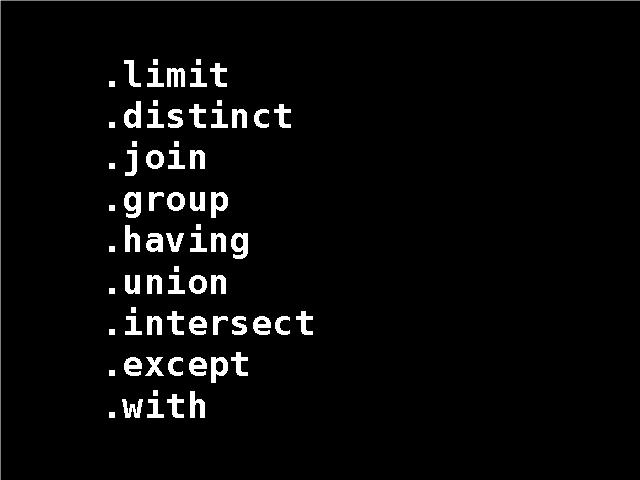 .limit
.distinct
.join
.group
.having
.union
.intersect
.except
.with